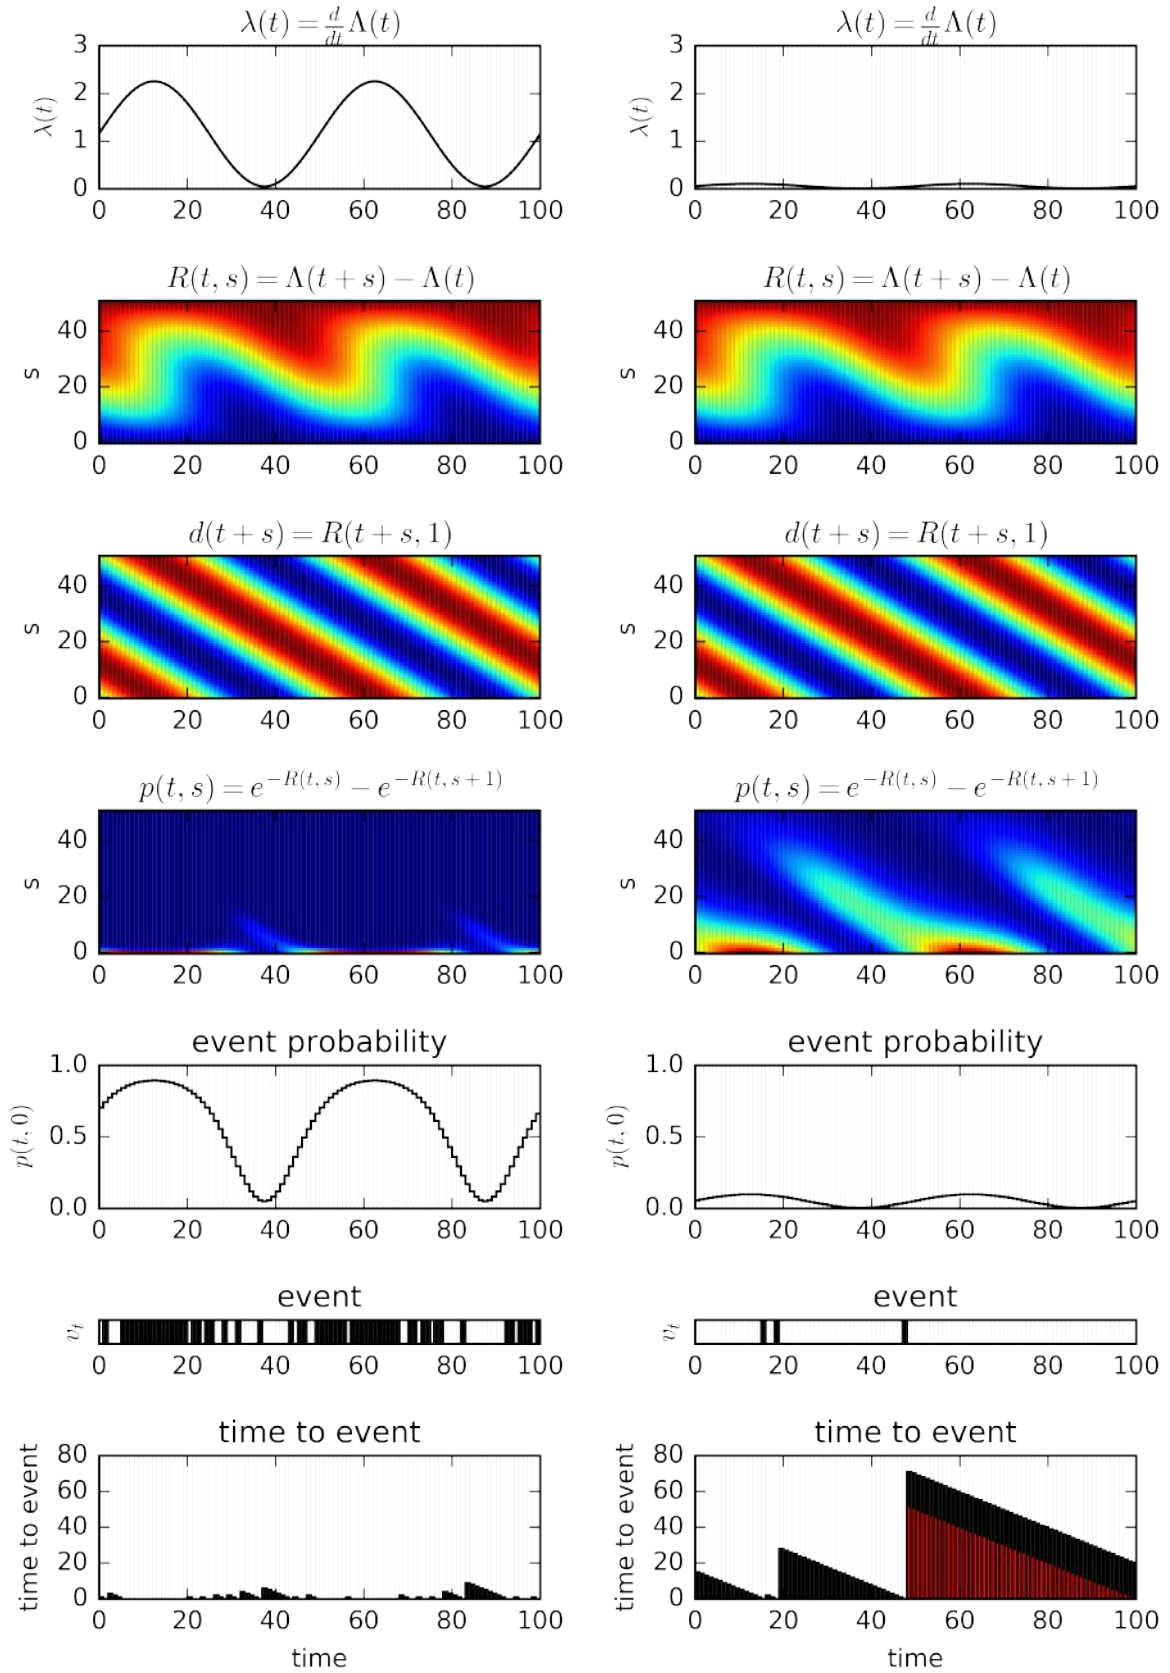 λ(t) = d/dt Λ(t)
λ(t) = d/dt Λ(t)
3
2
1
0
λ(t)
0 20 40 60 80 100
3
2
1
0
λ(t)
0 20 40 60 80 100
R(t, s) = Λ(t + s) − Λ(t)
R(t, s) = Λ(t + s) − Λ(t)
40
20
0
s
0 20 40 60 80 100
40
20
0
s
0 20 40 60 80 100
d(t + s) = R(t + s, 1)
d(t + s) = R(t + s, 1)
40
20
0
s
0 20 40 60 80 100
40
20
0
s
0 20 40 60 80 100
p(t, s) = e^{−R(t, s)} − e^{−R(t, s+1)}
p(t, s) = e^{−R(t, s)} − e^{−R(t, s+1)}
40
20
0
s
0 20 40 60 80 100
40
20
0
s
0 20 40 60 80 100
event probability
event probability
1.0
0.5
0.0
p(t, 0)
0 20 40 60 80 100
1.0
0.5
0.0
p(t, 0)
0 20 40 60 80 100
event
event
v_t
0 20 40 60 80 100
v_t
0 20 40 60 80 100
time to event
time to event
80
60
40
20
0
time to event
0 20 40 60 80 100
time
80
60
40
20
0
time to event
0 20 40 60 80 100
time